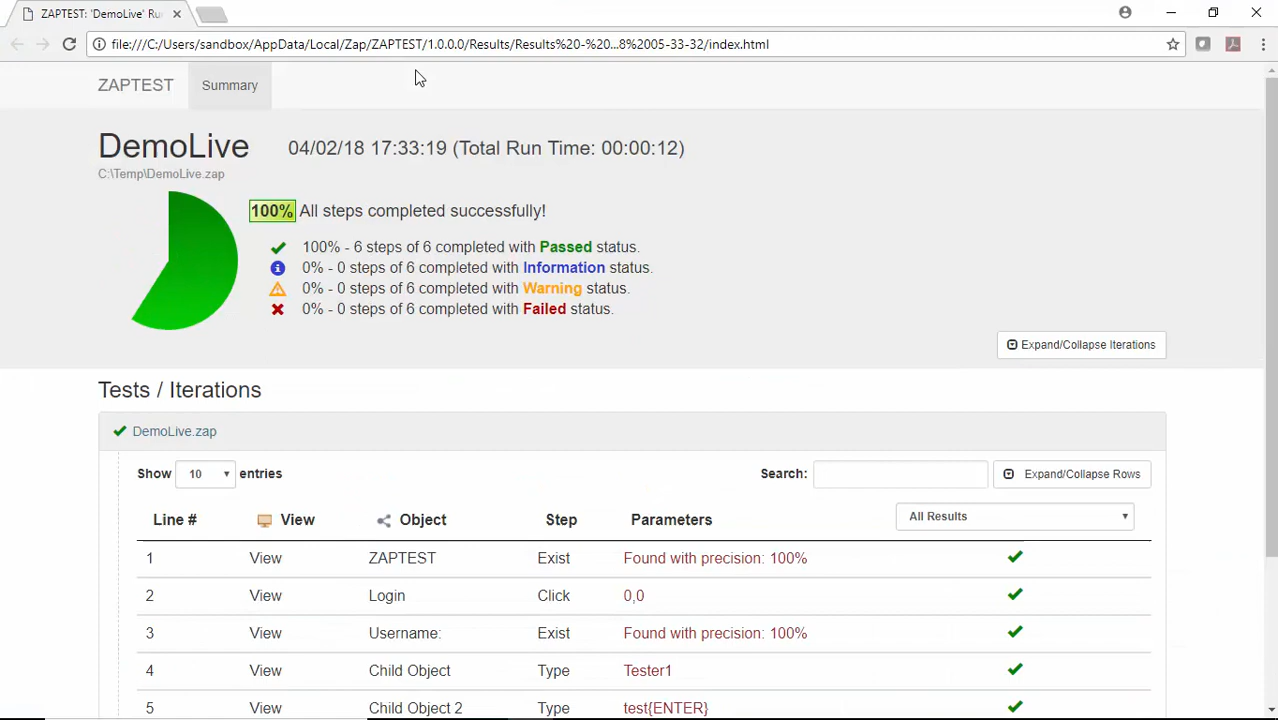 ZAPTEST: 'DemoLive' Ru
file:///C:/Users/sandbox/AppData/Local/Zap/ZAPTEST/1.0.0.0/Results/Results%20-%20...8%2005-33-32/index.html
ZAPTEST Summary
DemoLive 04/02/18 17:33:19 (Total Run Time: 00:00:12)
C:\Temp\DemoLive.zap
100% All steps completed successfully!
100% - 6 steps of 6 completed with Passed status.
0% - 0 steps of 6 completed with Information status.
0% - 0 steps of 6 completed with Warning status.
0% - 0 steps of 6 completed with Failed status.
Expand/Collapse Iterations
Tests / Iterations
DemoLive.zap
Show 10 entries Search: Expand/Collapse Rows
Line # View Object Step Parameters All Results
1 View ZAPTEST Exist Found with precision: 100%
2 View Login Click 0,0
3 View Username: Exist Found with precision: 100%
4 View Child Object Type Tester1
5 View Child Object 2 Type test{ENTER}